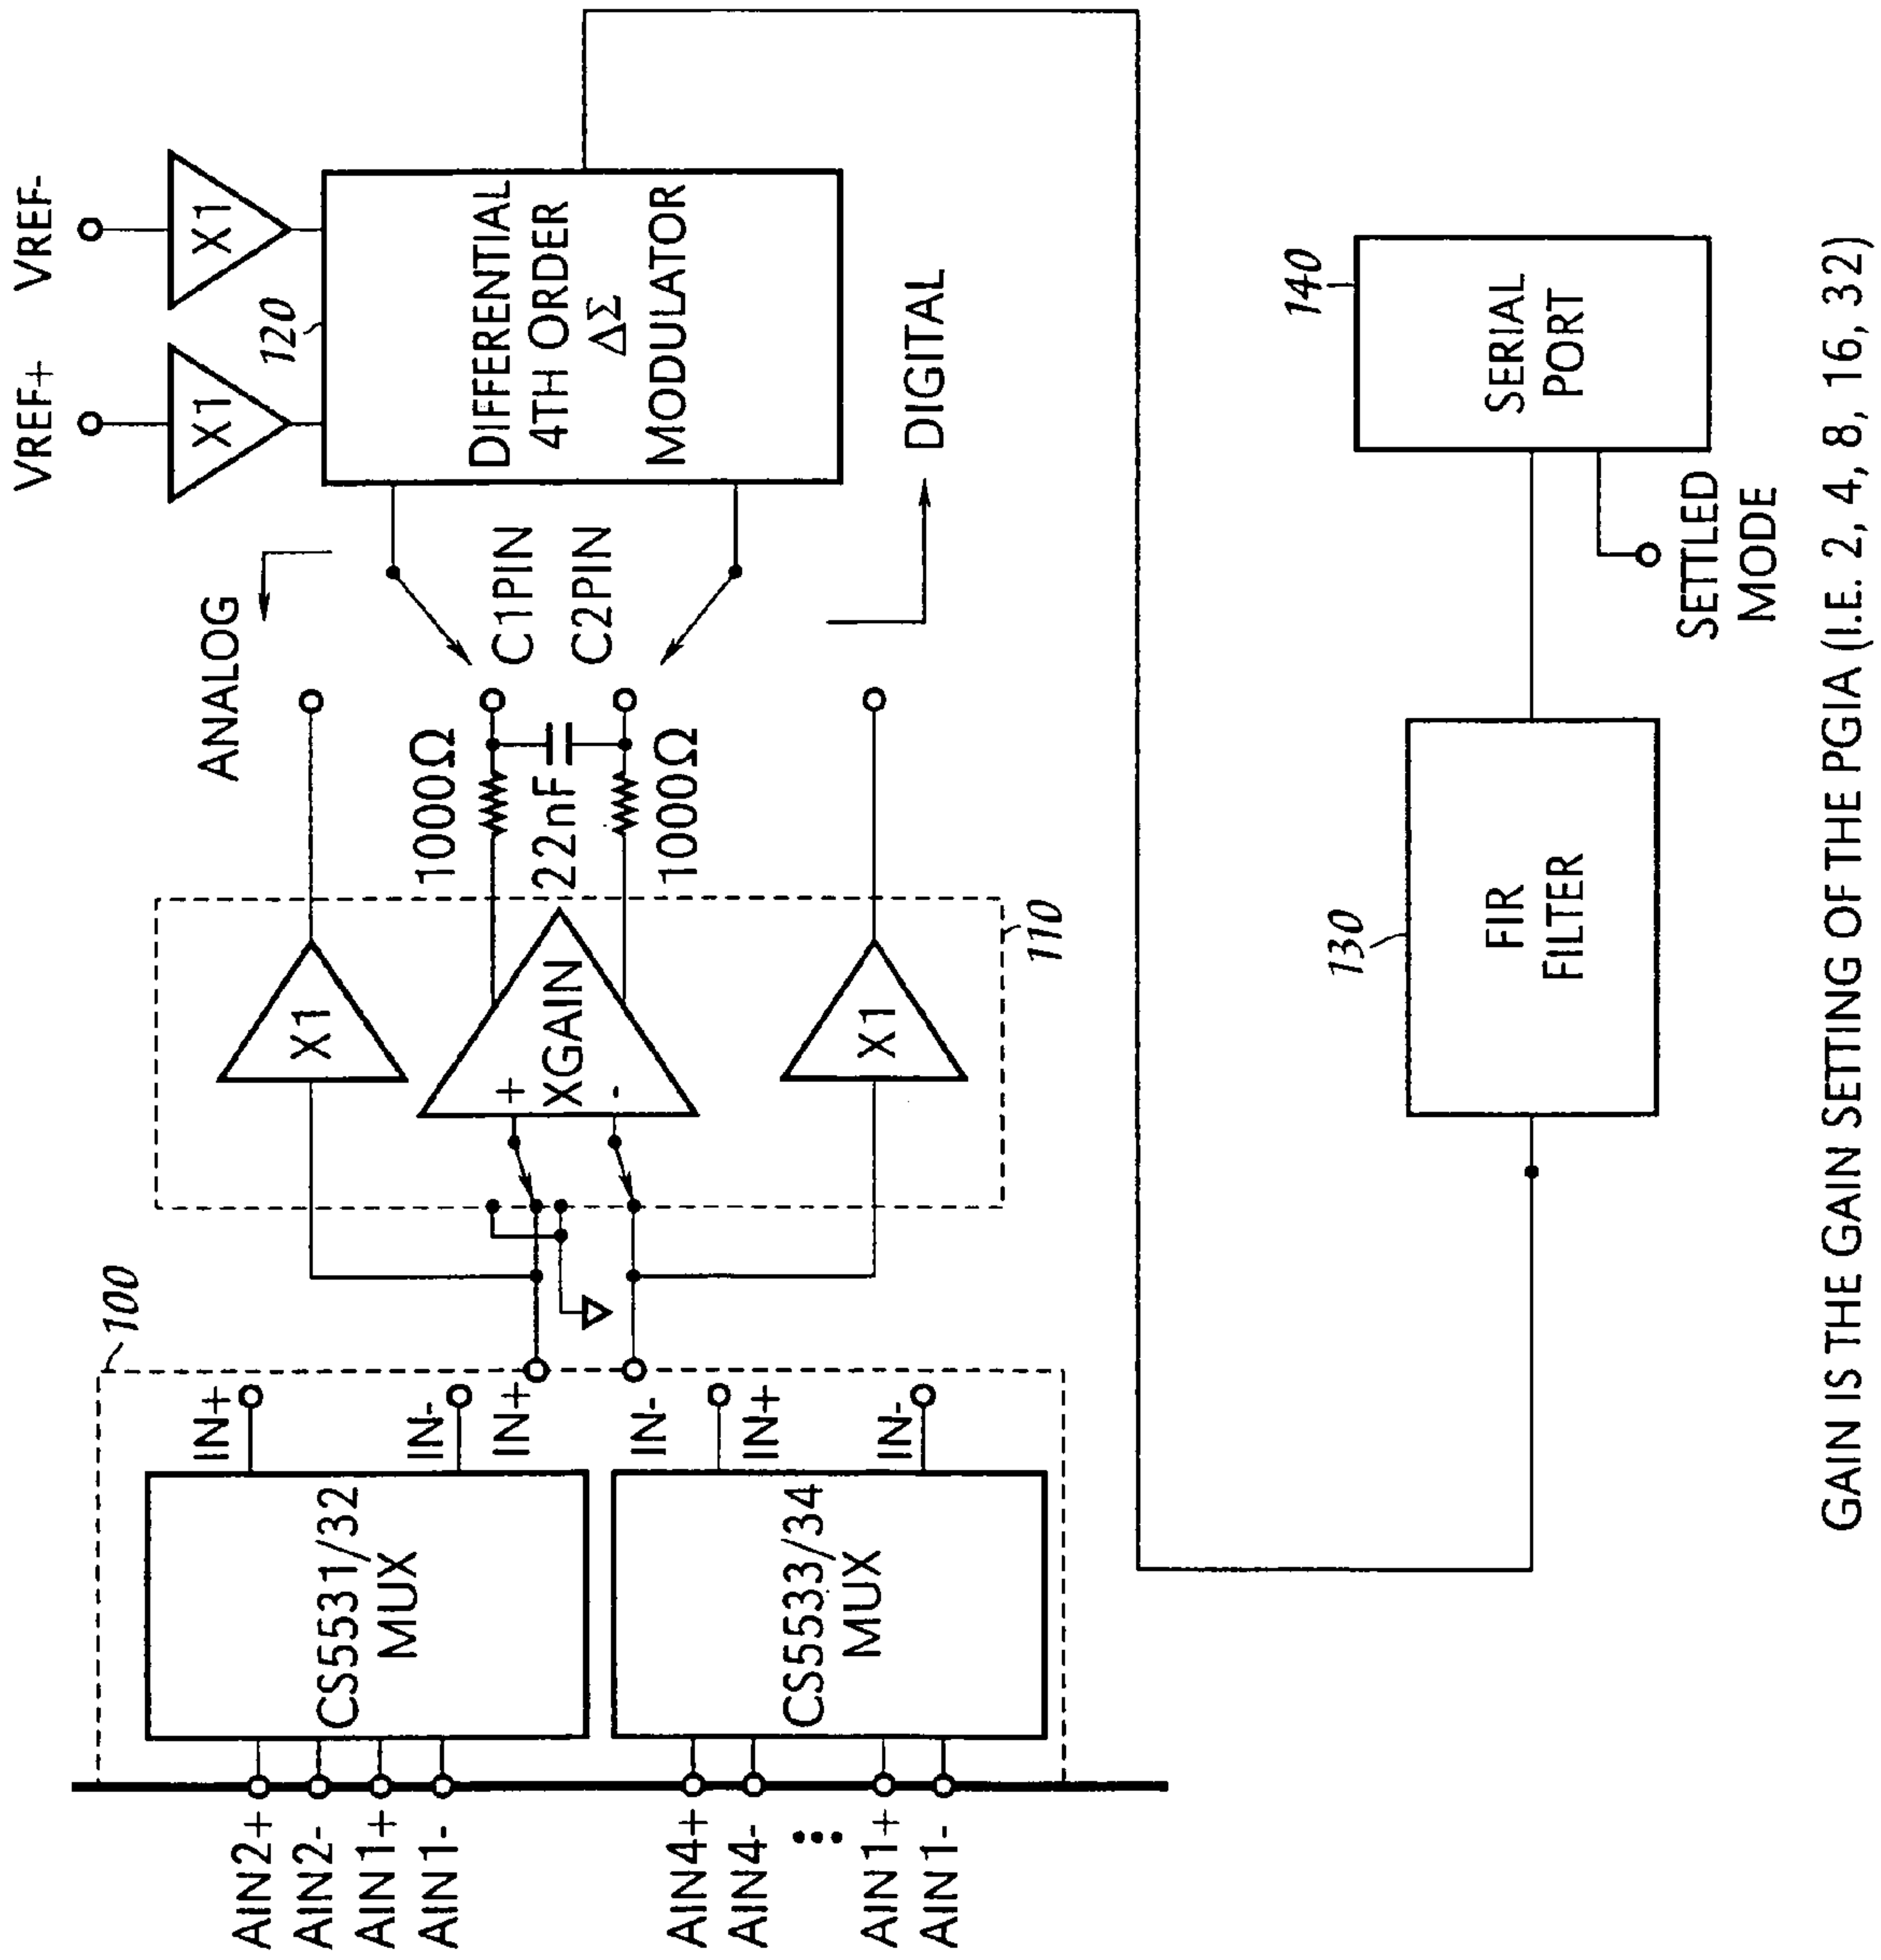 AIN2+
AIN2-
AIN1+
AIN1-
AIN4+
AIN4-
AIN1+
AIN1-
CS5531/32
MUX
CS5533/34
MUX
100
IN+
IN-
IN+
IN-
IN+
IN-
X1
+
XGAIN
-
X1
110
1000Ω
22nF
1000Ω
ANALOG
C1PIN
C2PIN
DIGITAL
VREF+
VREF-
X1
X1
120
DIFFERENTIAL
4TH ORDER
ΔΣ
MODULATOR
130
FIR
FILTER
140
SERIAL
PORT
SETTLED
MODE
GAIN IS THE GAIN SETTING OF THE PGIA (I.E. 2, 4, 8, 16, 32)